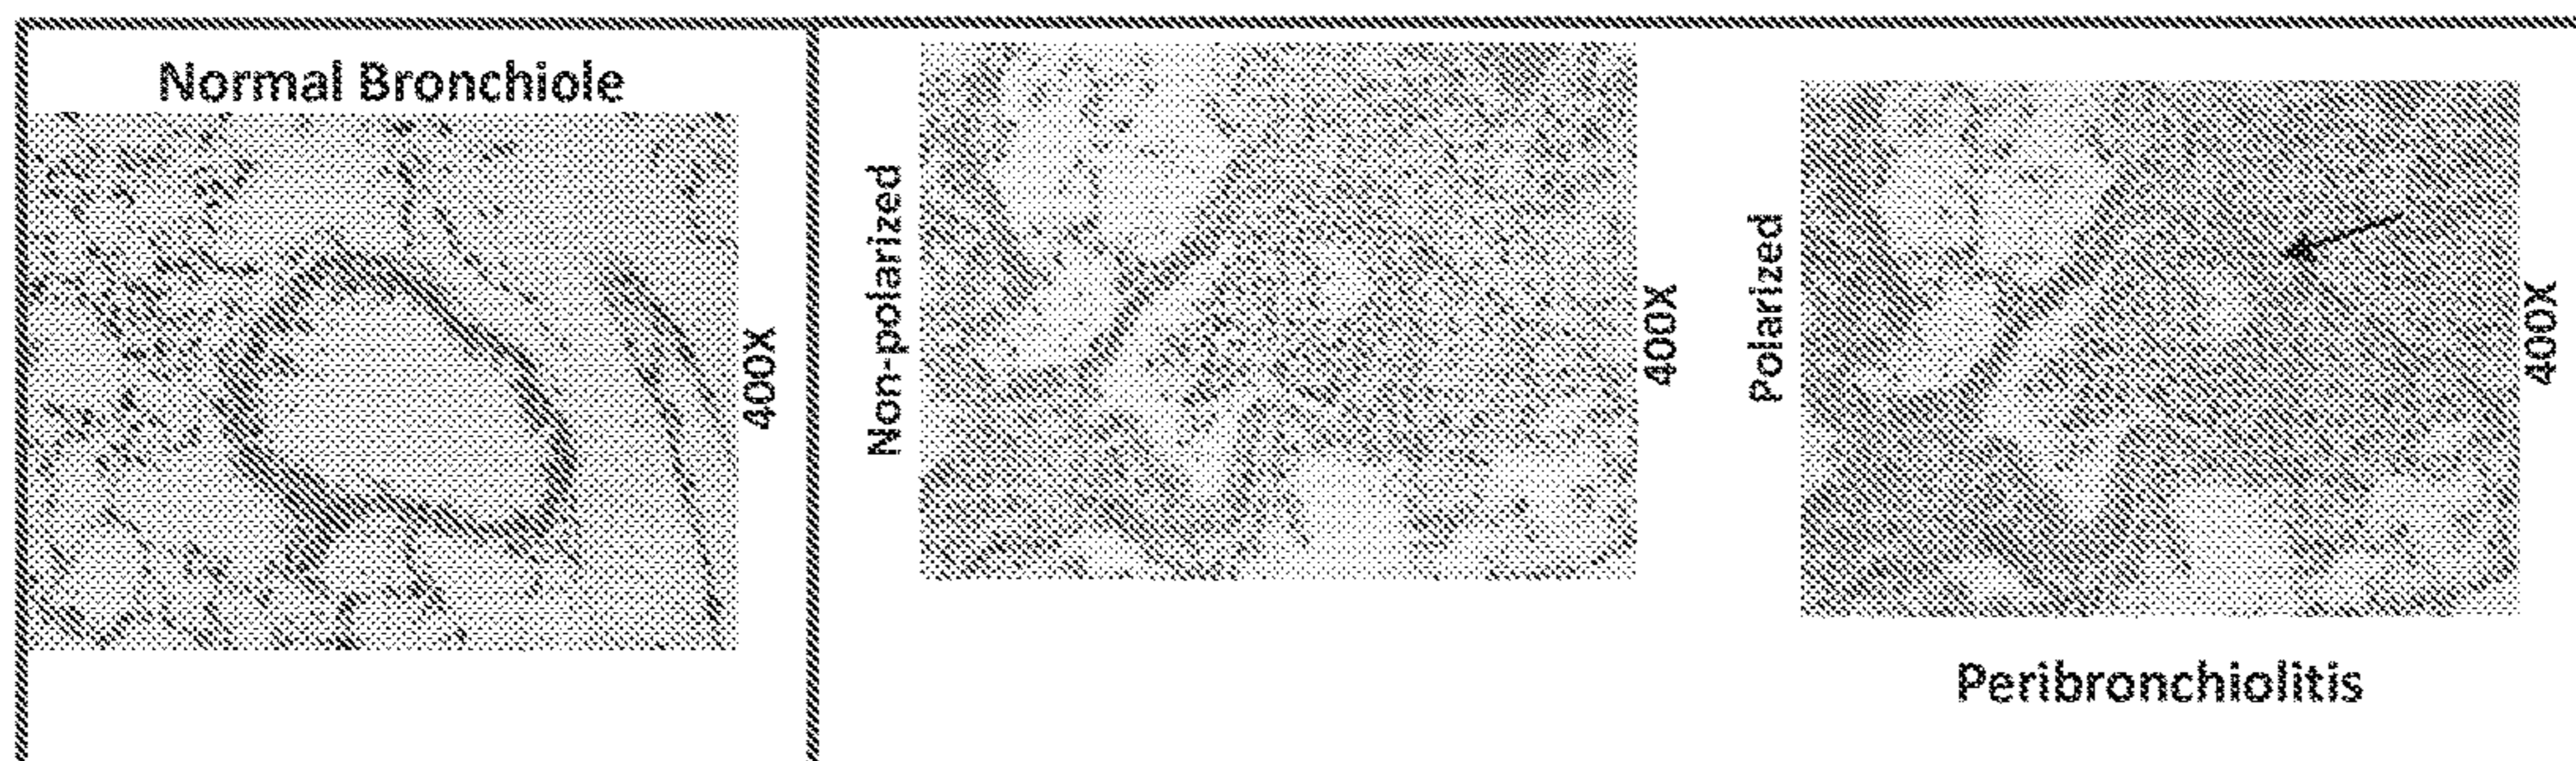 Normal Bronchiole
400X
Non-polarized
400X
Polarized
400X
Peribronchiolitis